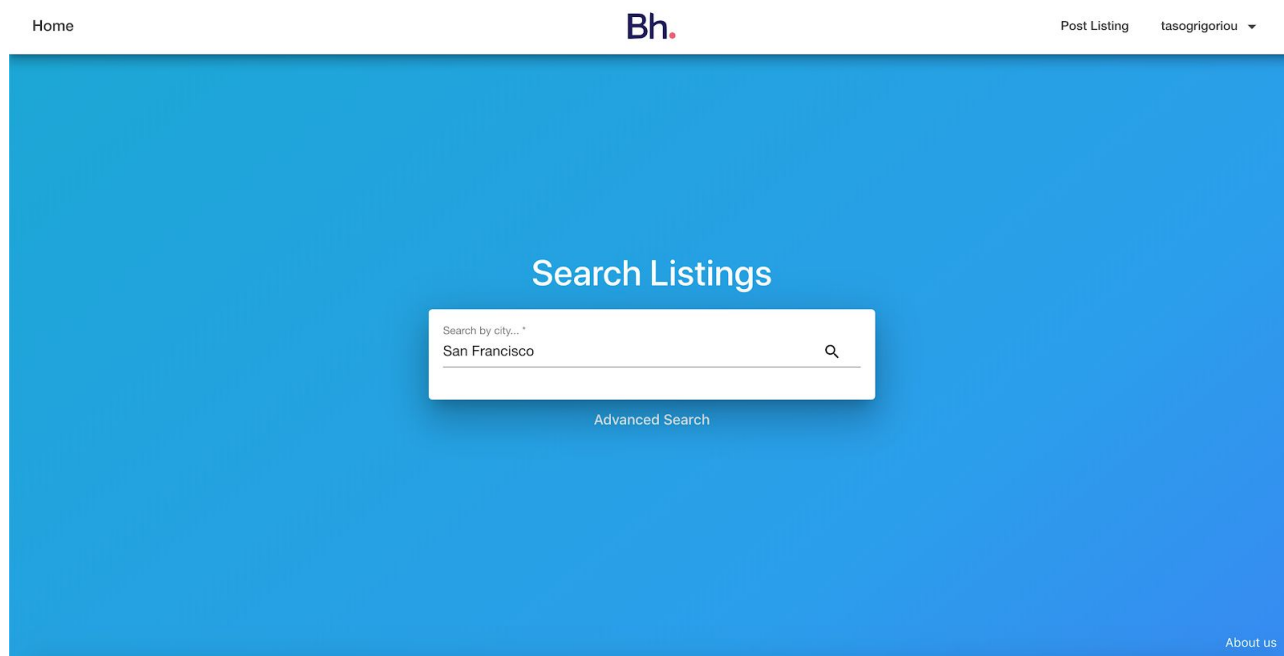 Home
Bh.
Post Listing
tasogrigoriou
Search Listings
Search by city... *
San Francisco
Advanced Search
About us